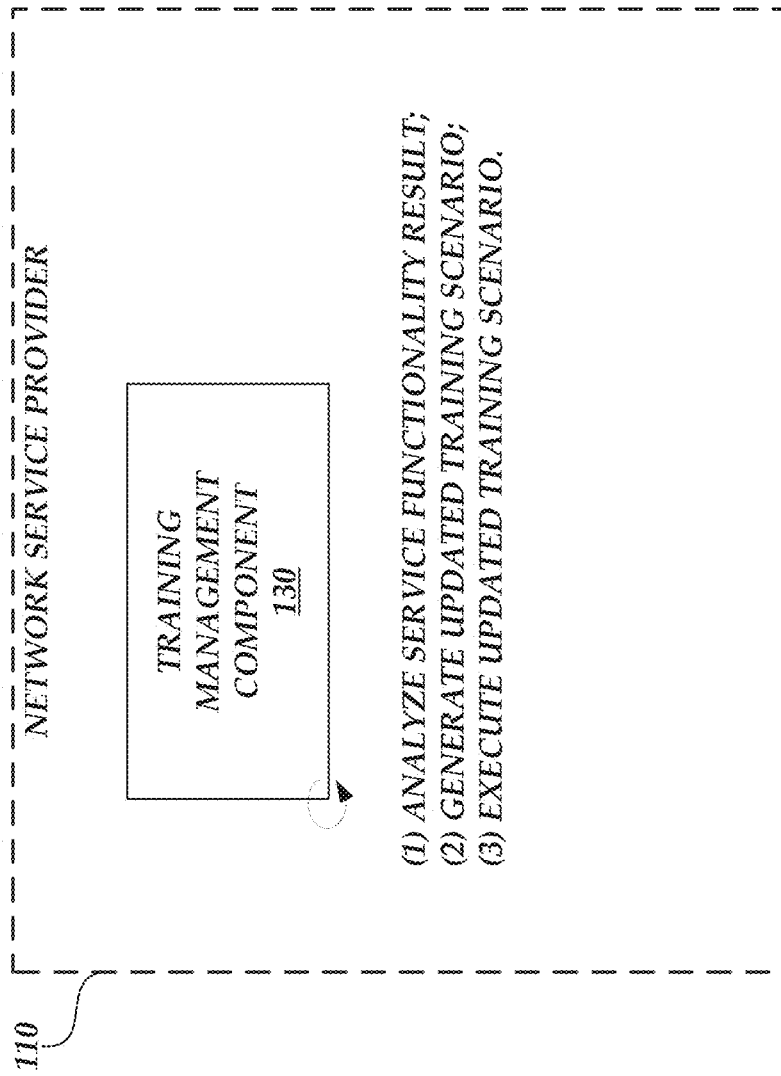 110
NETWORK SERVICE PROVIDER
TRAINING
MANAGEMENT
COMPONENT
130
(1) ANALYZE SERVICE FUNCTIONALITY RESULT;
(2) GENERATE UPDATED TRAINING SCENARIO;
(3) EXECUTE UPDATED TRAINING SCENARIO.